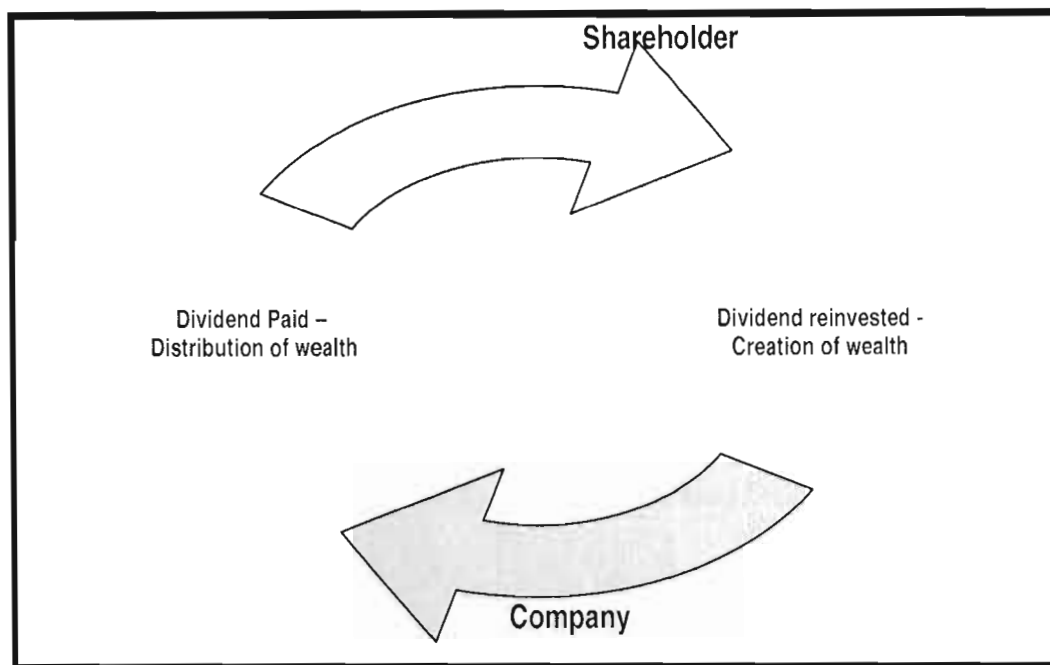 Shareholder
Dividend Paid –
Distribution of wealth
Dividend reinvested -
Creation of wealth
Company